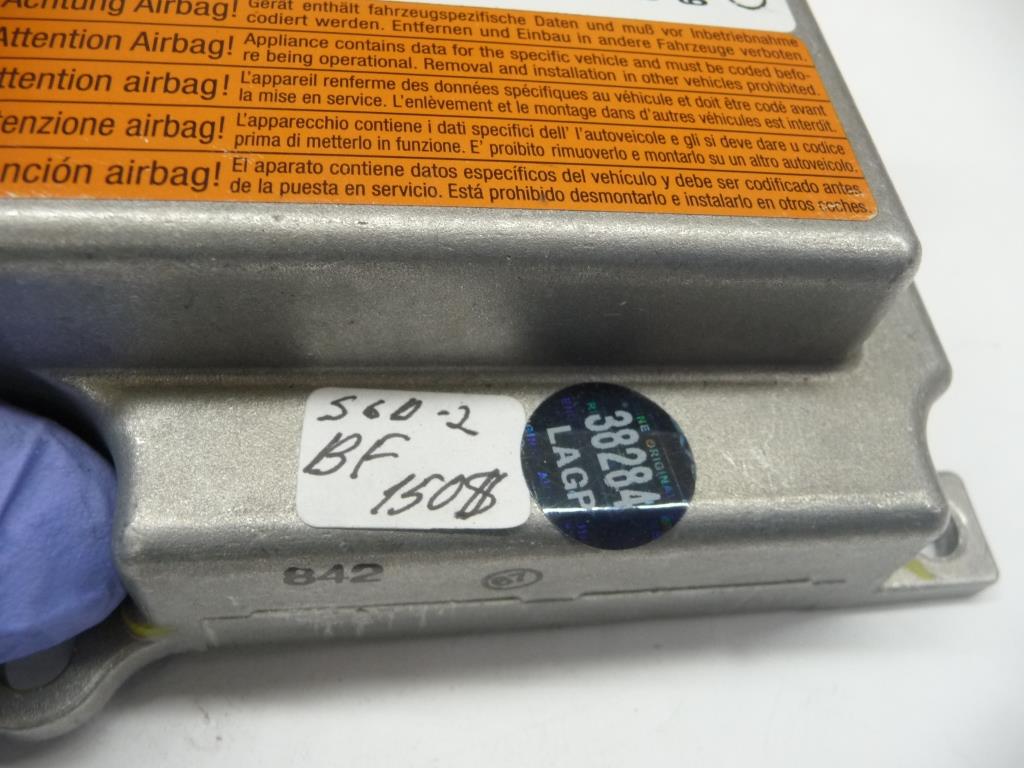 Achtung Airbag! Gerät enthält fahrzeugspezifische Daten und muß vor Inbetriebnahme
codiert werden. Entfernen und Einbau in andere Fahrzeuge verboten.
Attention Airbag! Appliance contains data for the specific vehicle and must be coded befo-
re being operational. Removal and installation in other vehicles prohibited.
ttention airbag! L'appareil renferme des données spécifiques au véhicule et doit être codé avant
la mise en service. L'enlèvement et le montage dans d'autres véhicules est interdit.
tenzione airbag! L'apparecchio contiene i dati specifici dell' l'autoveicole e gli si deve dare u codice
prima di metterlo in funzione. E' proibito rimuoverlo e montarlo su un altro autoveicolo.
nción airbag! El aparato contiene datos específicos del vehículo y debe ser codificado antes
de la puesta en servicio. Está prohibido desmontarlo e instalarlo en otros coches.
S6D-2
BF
150$
NE ORIGINAL
38284
LAGP
842
67